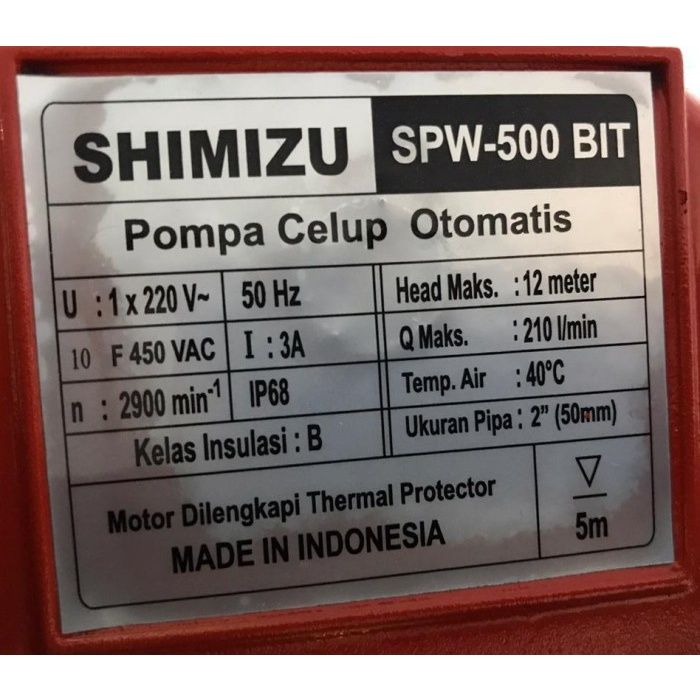 SHIMIZU
SPW-500 BIT
Pompa Celup Otomatis
U : 1 x 220 V~
50 Hz
Head Maks. : 12 meter
10 F 450 VAC
I : 3A
Q Maks. : 210 l/min
n : 2900 min⁻¹
IP68
Temp. Air : 40°C
Kelas Insulasi : B
Ukuran Pipa : 2" (50mm)
Motor Dilengkapi Thermal Protector
MADE IN INDONESIA
5m